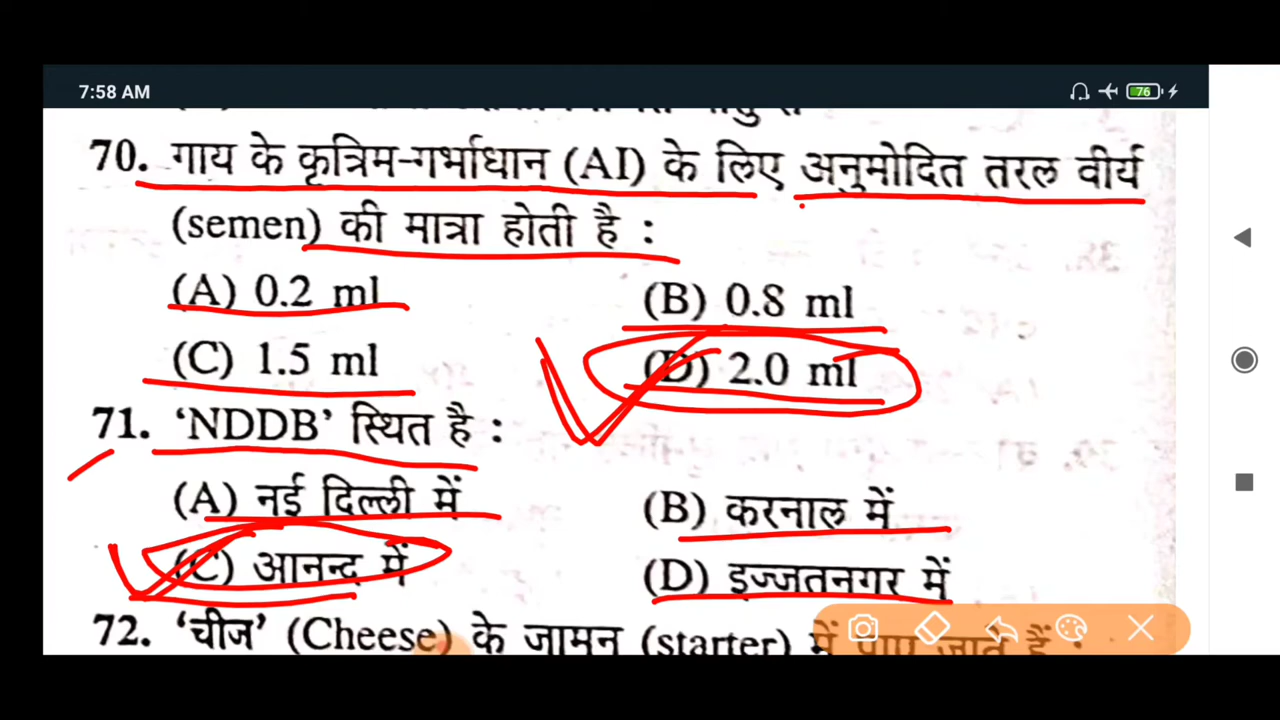 7:58 AM
76
70. गाय के कृत्रिम-गर्भाधान (AI) के लिए अनुमोदित तरल वीर्य
(semen) की मात्रा होती है :
(A) 0.2 ml (B) 0.8 ml
(C) 1.5 ml (D) 2.0 ml
71. ‘NDDB’ स्थित है :
(A) नई दिल्ली में (B) करनाल में
(C) आनन्द में (D) इज्जतनगर में
72. ‘चीज’ (Cheese) के जामन (starter) में पाए जाते हैं :